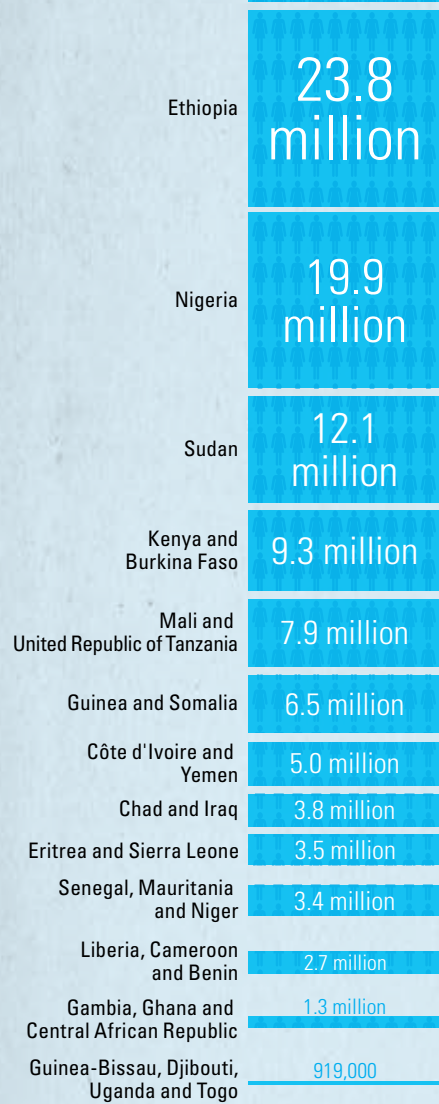 Ethiopia
23.8
million
Nigeria
19.9
million
Sudan
12.1
million
Kenya and
Burkina Faso
9.3 million
Mali and
United Republic of Tanzania
7.9 million
Guinea and Somalia
6.5 million
Côte d'Ivoire and
Yemen
5.0 million
Chad and Iraq
3.8 million
Eritrea and Sierra Leone
3.5 million
Senegal, Mauritania
and Niger
3.4 million
Liberia, Cameroon
and Benin
2.7 million
Gambia, Ghana and
Central African Republic
1.3 million
Guinea-Bissau, Djibouti,
Uganda and Togo
919,000